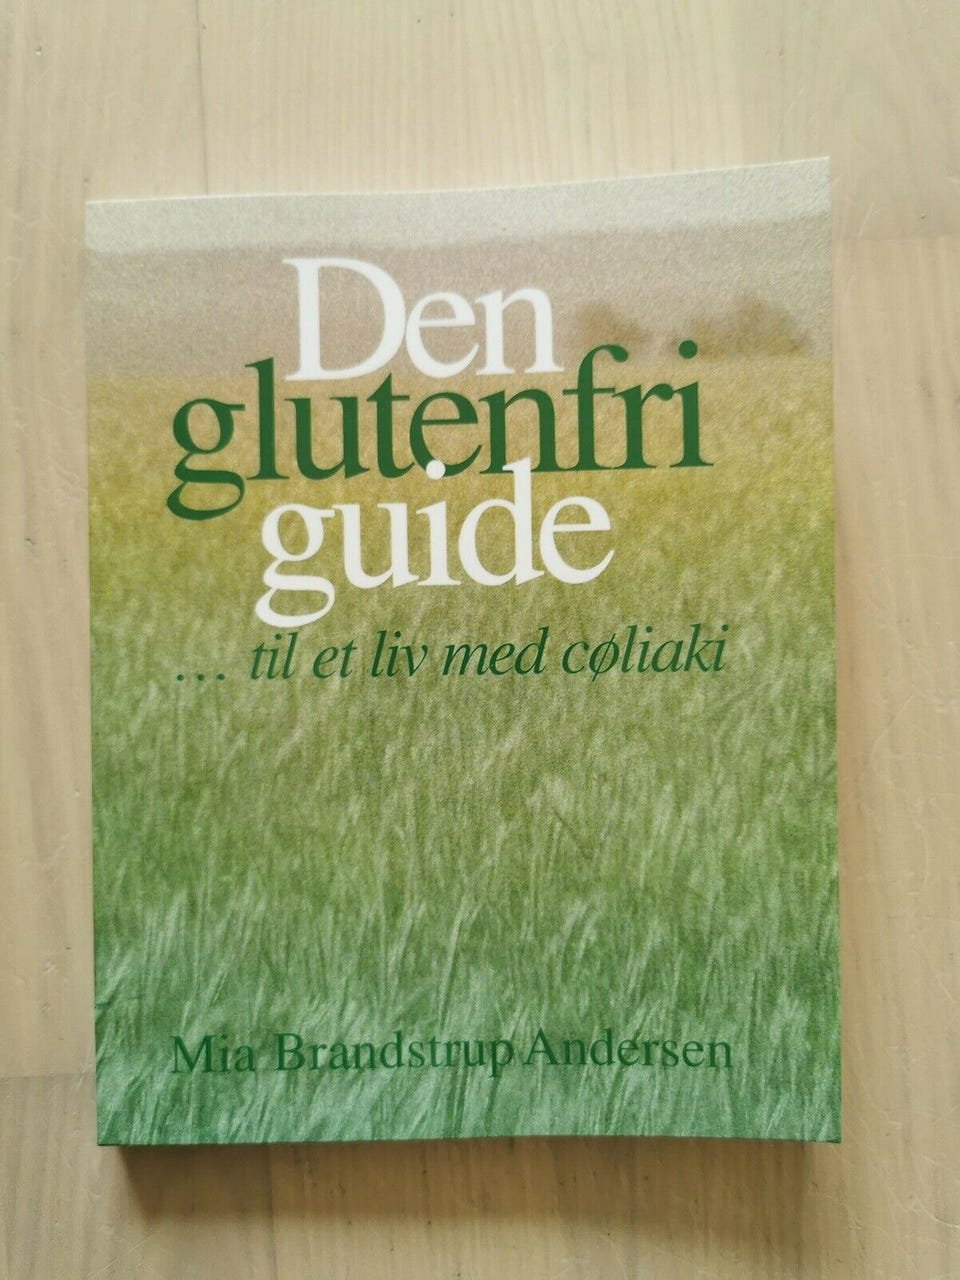 Den
glutenfri
guide
... til et liv med cøliaki
Mia Brandstrup Andersen